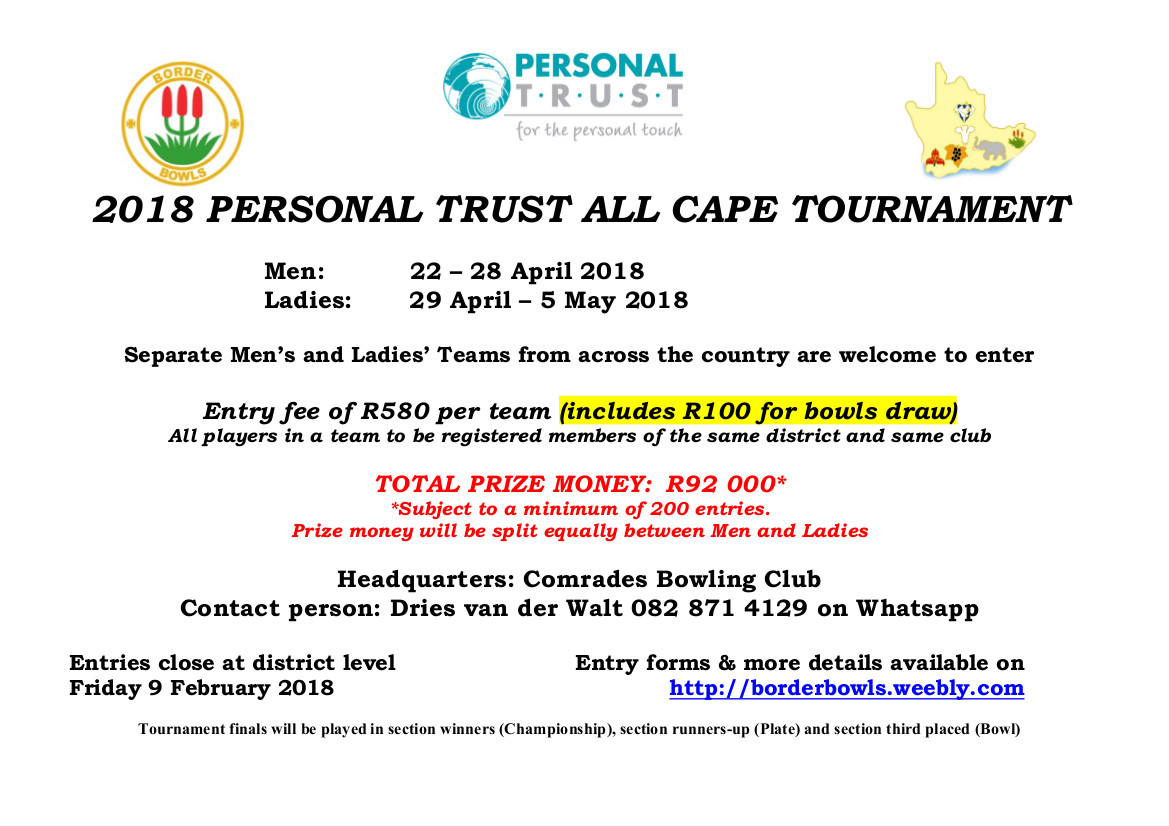 BORDER
BOWLS
PERSONAL
T·R·U·S·T
for the personal touch
2018 PERSONAL TRUST ALL CAPE TOURNAMENT
Men: 22 – 28 April 2018
Ladies: 29 April – 5 May 2018
Separate Men’s and Ladies’ Teams from across the country are welcome to enter
Entry fee of R580 per team (includes R100 for bowls draw)
All players in a team to be registered members of the same district and same club
TOTAL PRIZE MONEY: R92 000*
*Subject to a minimum of 200 entries.
Prize money will be split equally between Men and Ladies
Headquarters: Comrades Bowling Club
Contact person: Dries van der Walt 082 871 4129 on Whatsapp
Entries close at district level
Friday 9 February 2018
Entry forms & more details available on
http://borderbowls.weebly.com
Tournament finals will be played in section winners (Championship), section runners-up (Plate) and section third placed (Bowl)